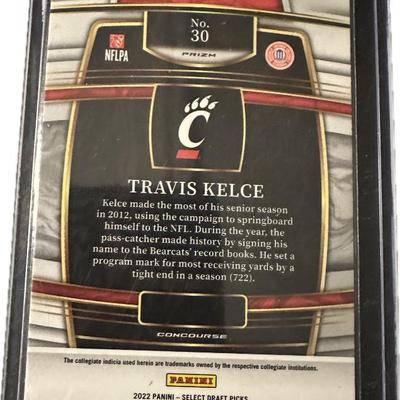 No.
30
NFLPA
PRIZM
C
TRAVIS KELCE
Kelce made the most of his senior season
in 2012, using the campaign to springboard
himself to the NFL. During the year, the
pass-catcher made history by signing his
name to the Bearcats' record books. He set a
program mark for most receiving yards by a
tight end in a season (722).
CONCOURSE
The collegiate indicia used herein are trademarks owned by the respective collegiate institutions.
PANINI
2022 PANINI – SELECT DRAFT PICKS